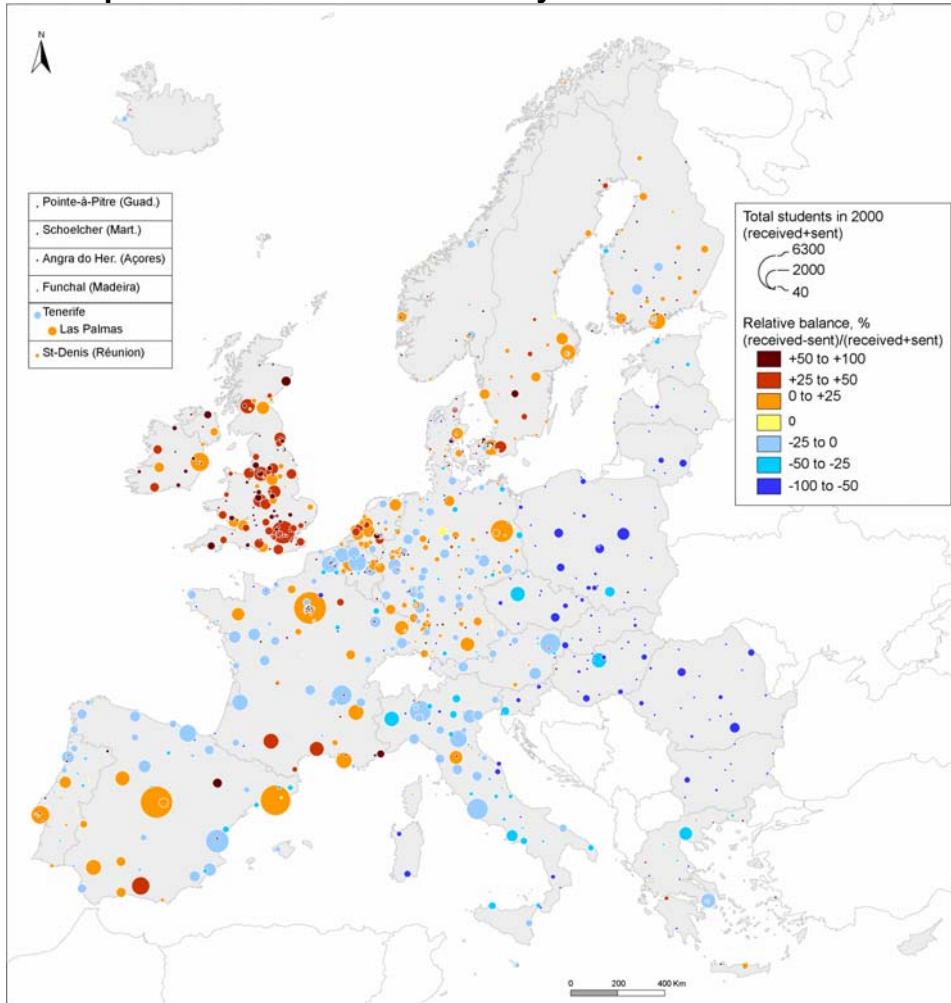 N
Pointe-à-Pitre (Guad.)
Schoelcher (Mart.)
Angra do Her. (Açores)
Funchal (Madeira)
Tenerife
Las Palmas
St-Denis (Réunion)
Total students in 2000
(received+sent)
6300
2000
40
Relative balance, %
(received-sent)/(received+sent)
+50 to +100
+25 to +50
0 to +25
0
-25 to 0
-50 to -25
-100 to -50
0 200 400 Km